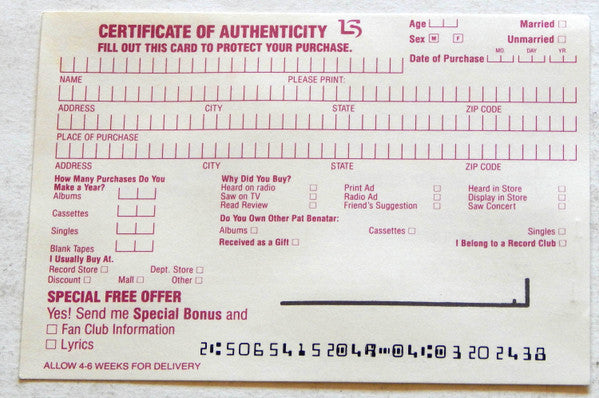 CERTIFICATE OF AUTHENTICITY
FILL OUT THIS CARD TO PROTECT YOUR PURCHASE.
Age Married
Sex M F Unmarried
Date of Purchase MO. DAY YR.
NAME PLEASE PRINT:
ADDRESS CITY STATE ZIP CODE
PLACE OF PURCHASE
ADDRESS CITY STATE ZIP CODE
How Many Purchases Do You
Make a Year?
Albums
Cassettes
Singles
Blank Tapes
I Usually Buy At.
Record Store Dept. Store
Discount Mall Other
Why Did You Buy?
Heard on radio Print Ad Heard in Store
Saw on TV Radio Ad Display in Store
Read Review Friend's Suggestion Saw Concert
Do You Own Other Pat Benatar:
Albums Cassettes Singles
Received as a Gift I Belong to a Record Club
SPECIAL FREE OFFER
Yes! Send me Special Bonus and
Fan Club Information
Lyrics
ALLOW 4-6 WEEKS FOR DELIVERY